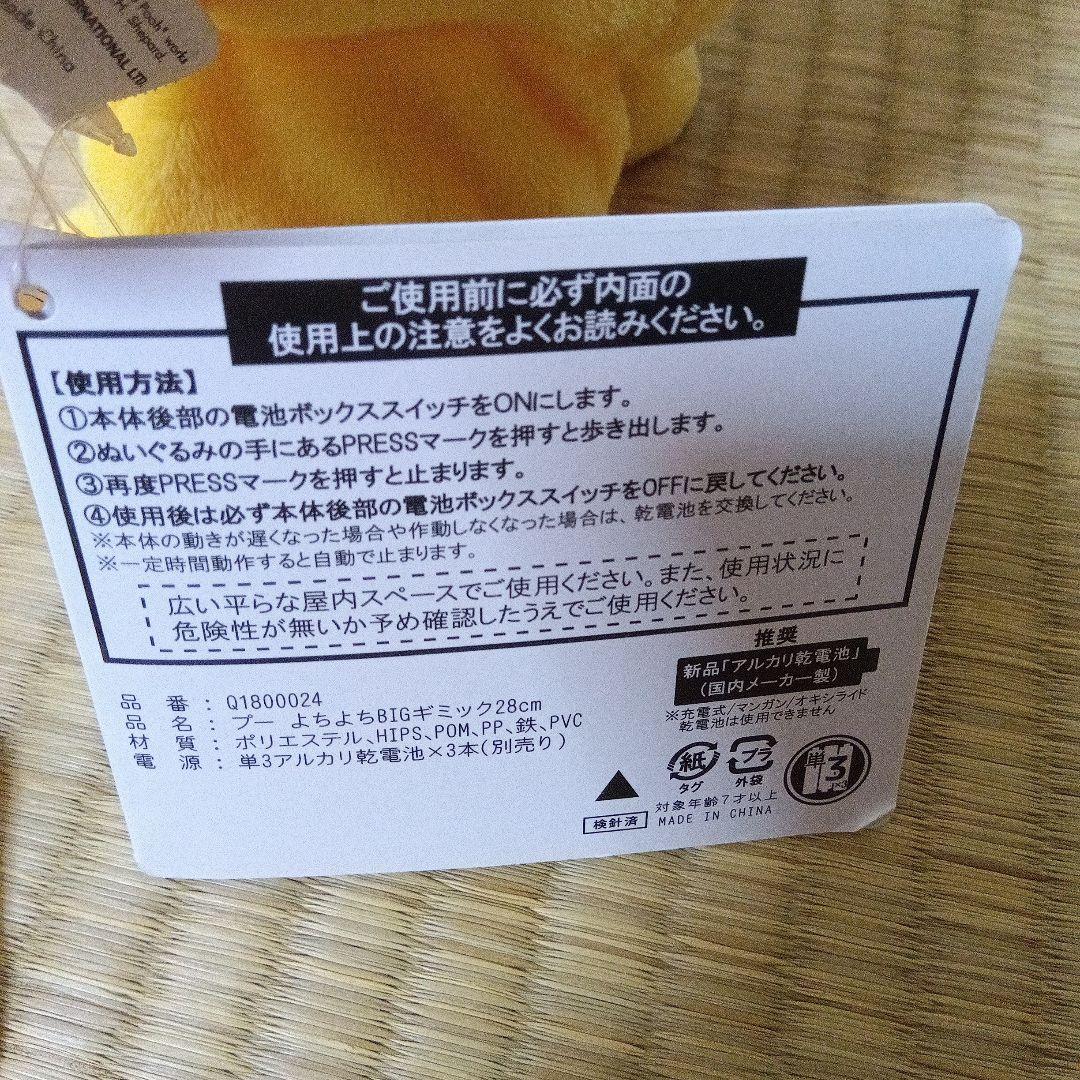 Pooh" works
H. Shepard.
ERNATIONAL LTD.
China
ご使用前に必ず内面の
使用上の注意をよくお読みください。
【使用方法】
①本体後部の電池ボックススイッチをONにします。
②ぬいぐるみの手にあるPRESSマークを押すと歩き出します。
③再度PRESSマークを押すと止まります。
④使用後は必ず本体後部の電池ボックススイッチをOFFに戻してください。
※本体の動きが遅くなった場合や作動しなくなった場合は、乾電池を交換してください。
※一定時間動作すると自動で止まります。
広い平らな屋内スペースでご使用ください。また、使用状況に
危険性が無いか予め確認したうえでご使用ください。
品 番 : Q1800024
品 名 : プー よちよちBIGギミック28cm
材 質 : ポリエステル、HIPS、POM、PP、鉄、PVC
電 源 : 単3アルカリ乾電池×3本(別売り)
推奨
新品「アルカリ乾電池」
(国内メーカー製)
※充電式/マンガン/オキシライド
乾電池は使用できません
紙
タグ
プラ
外袋
単3
検針済
対象年齢7才以上
MADE IN CHINA